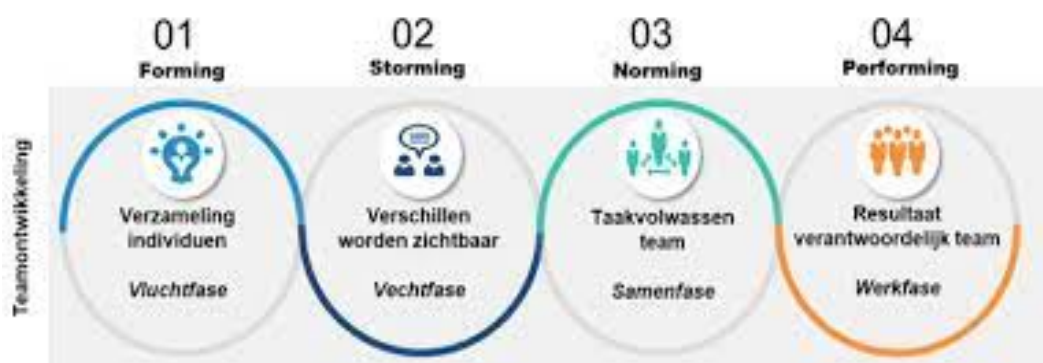 01
Forming
02
Storming
03
Norming
04
Performing
Teamontwikkeling
Verzameling
individuen
Vluchtfase
Verschillen
worden zichtbaar
Vechtfase
Taakvolwassen
team
Samenfase
Resultaat
verantwoordelijk team
Werkfase